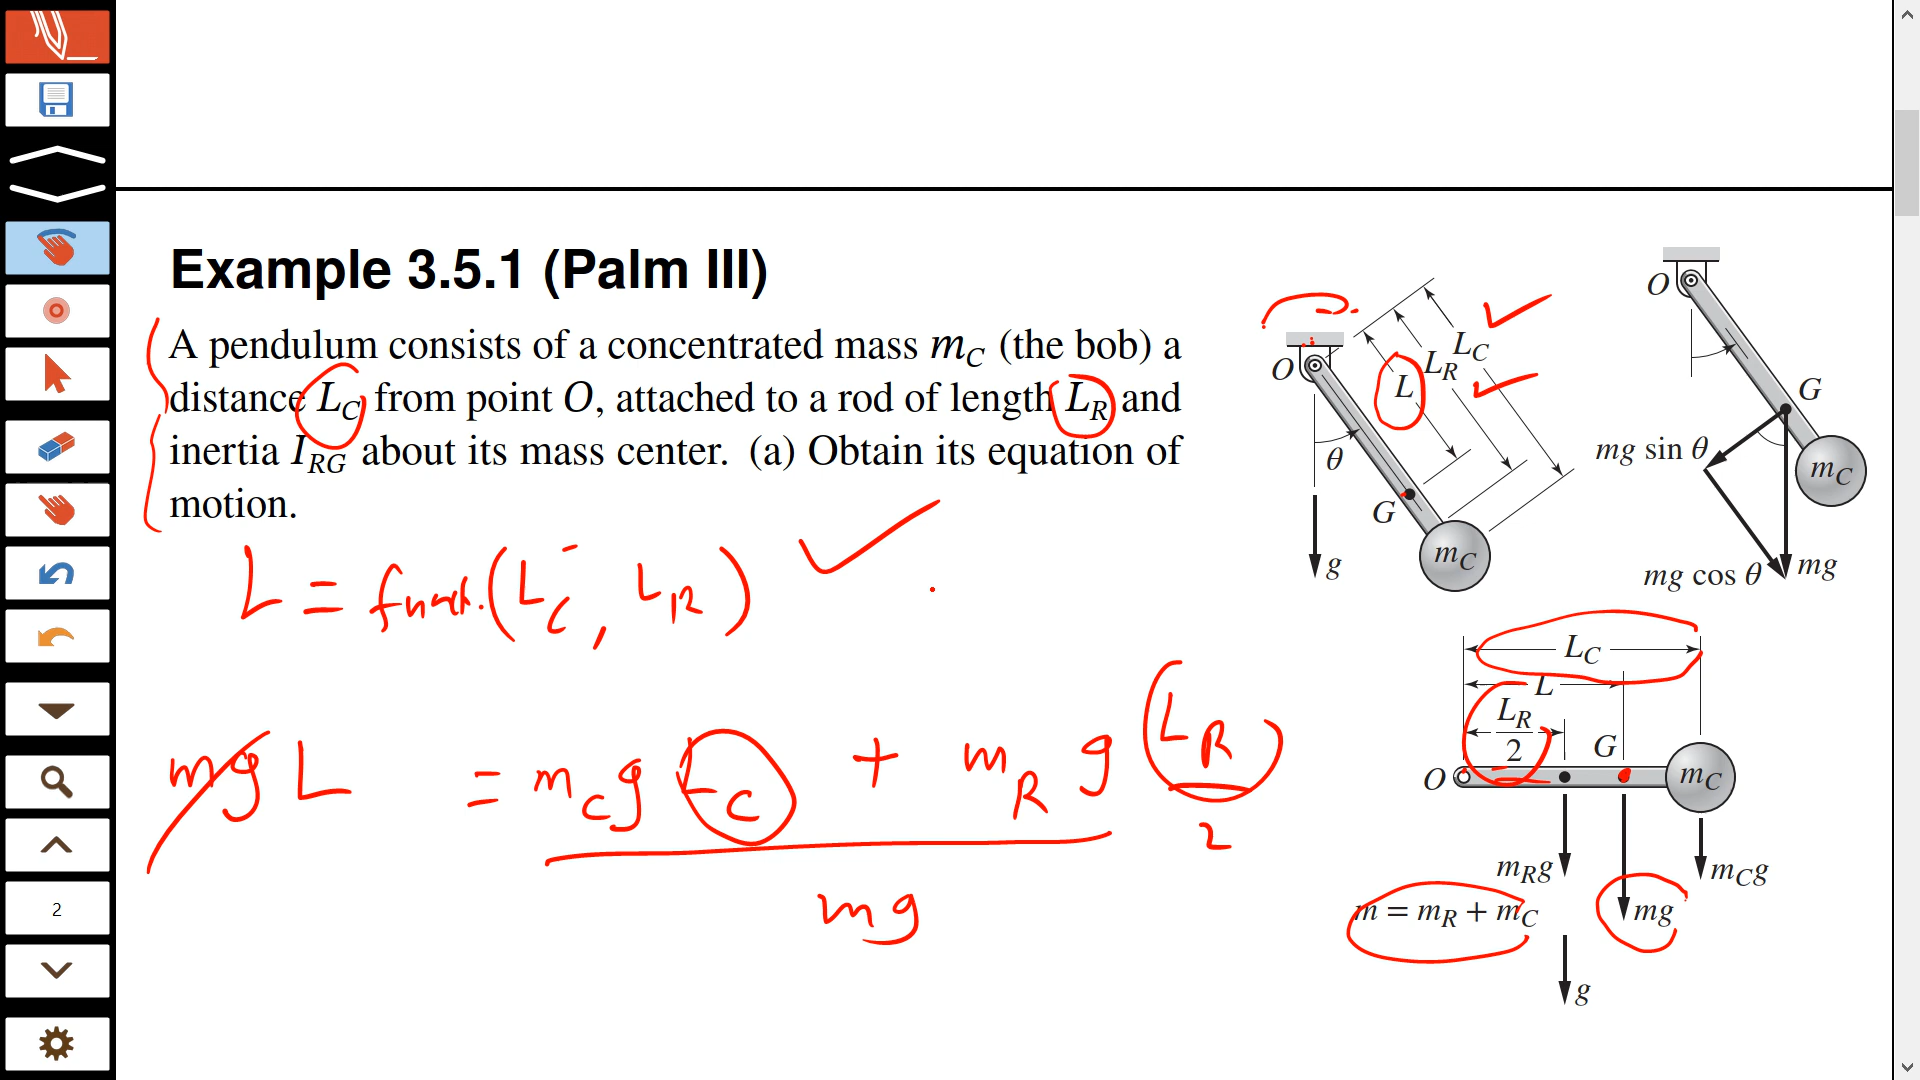 Example 3.5.1 (Palm III)
A pendulum consists of a concentrated mass m_C (the bob) a
distance L_C from point O, attached to a rod of length L_R and
inertia I_RG about its mass center. (a) Obtain its equation of
motion.
L = funct. (L_C, L_R)
mg L = m_C g L_C + m_R g (L_R)
2
mg
O
L
L_R
L_C
θ
G
g
m_C
O
G
mg sin θ
m_C
mg cos θ
mg
L_C
L
L_R
2
G
O
m_C
m_R g
m_C g
m = m_R + m_C
mg
g
2